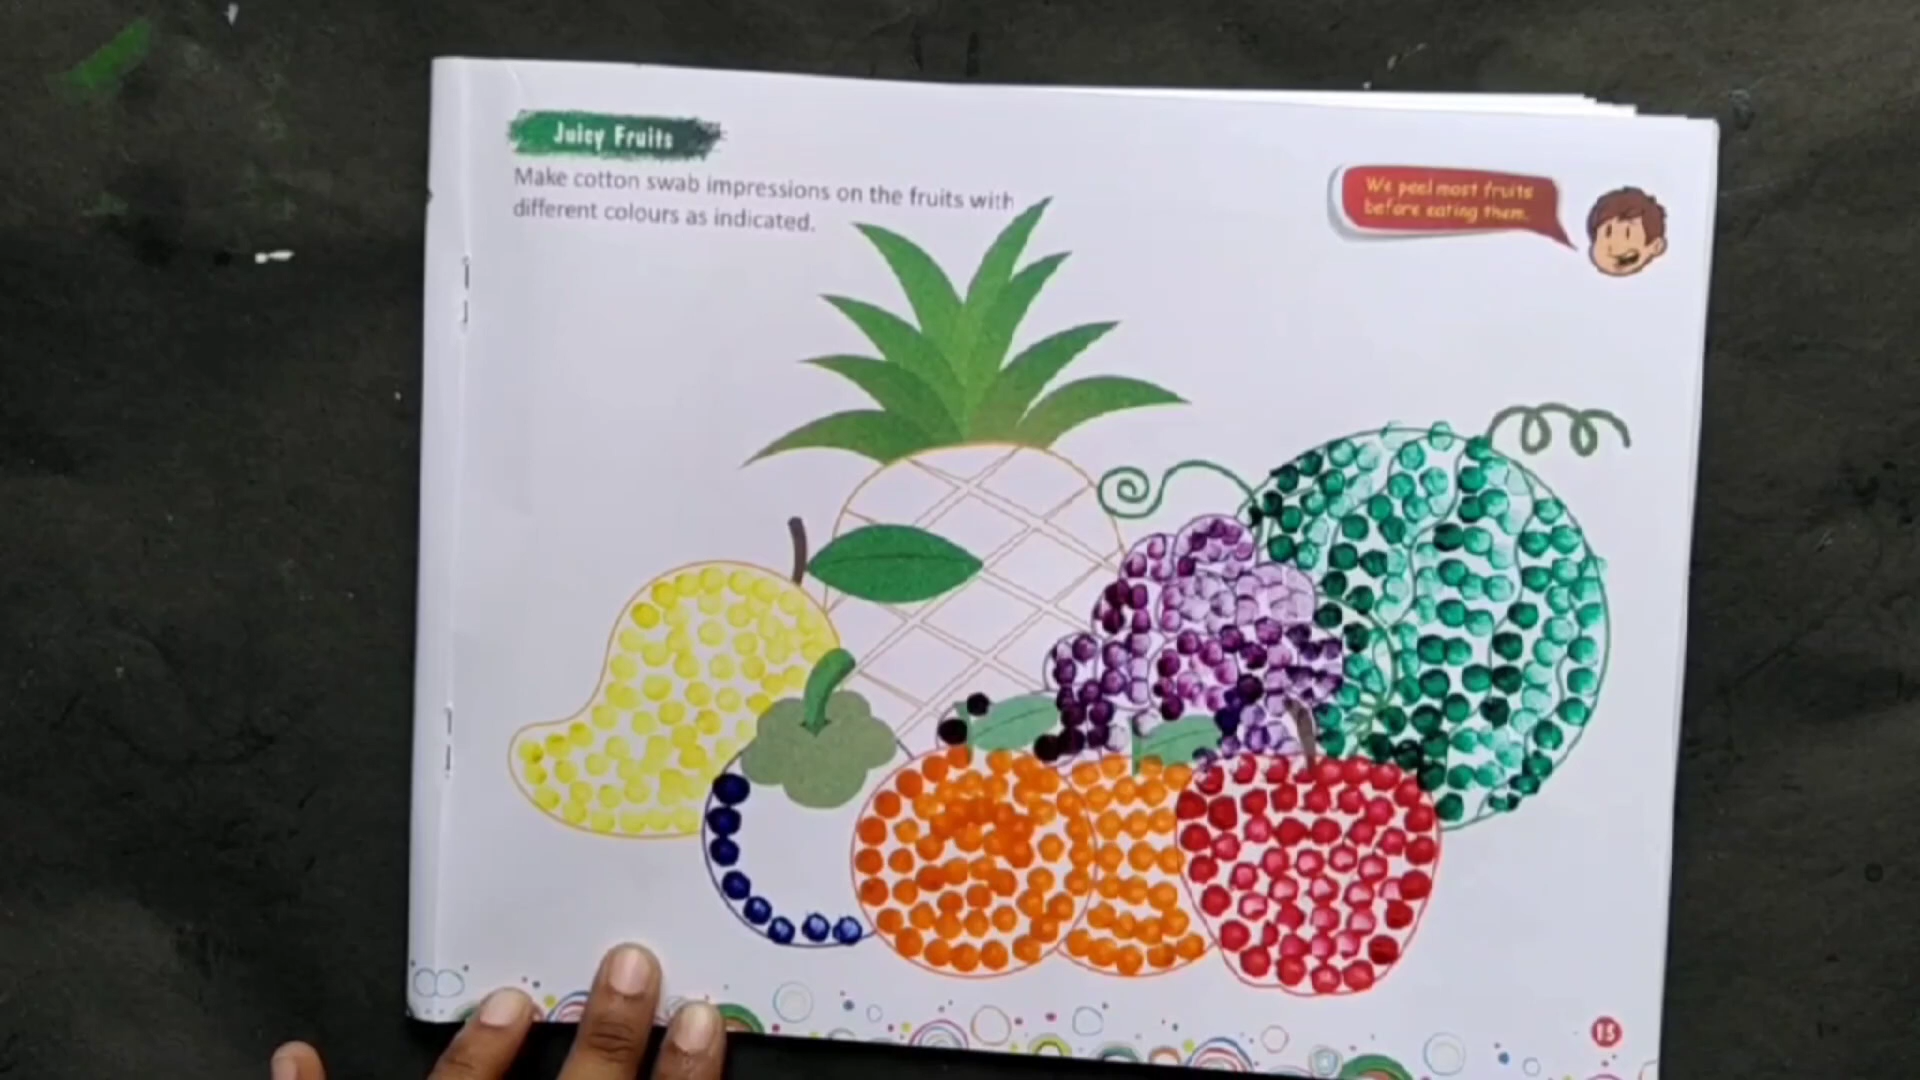 Juicy Fruits
Make cotton swab impressions on the fruits with
different colours as indicated.
We peel most fruits
before eating them.
15